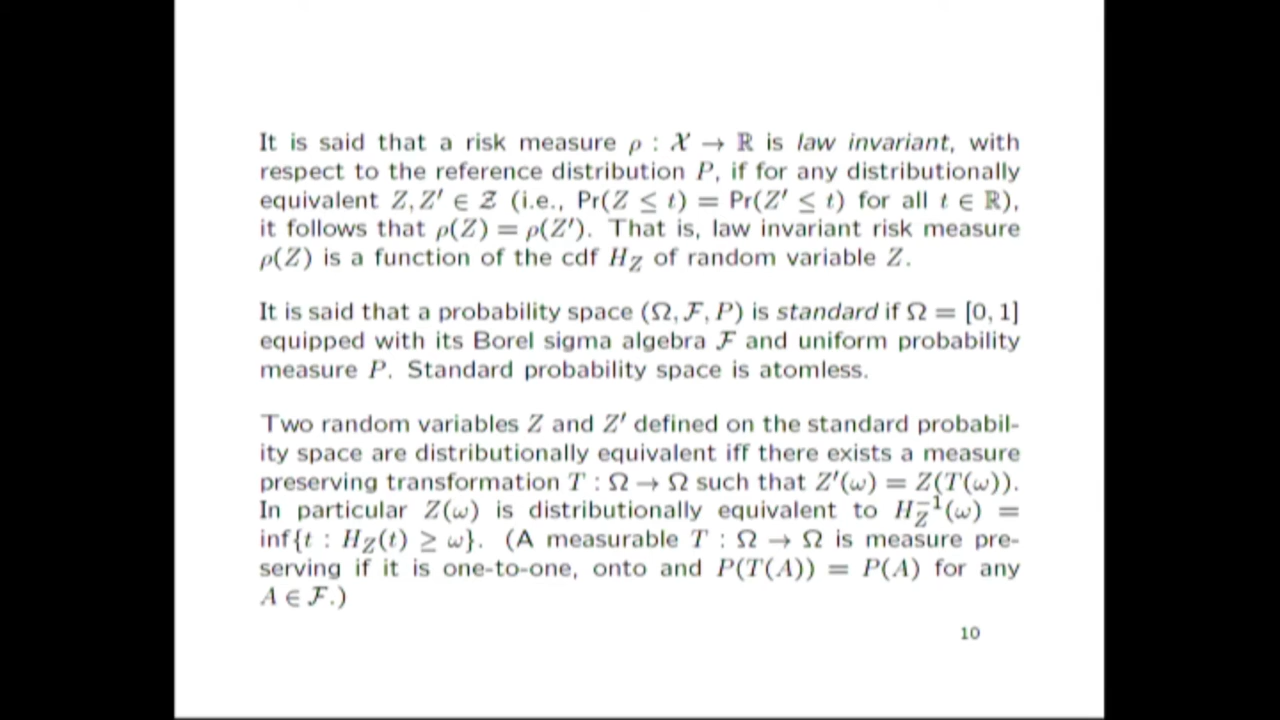 It is said that a risk measure ρ : 𝒳 → ℝ is law invariant, with
respect to the reference distribution P, if for any distributionally
equivalent Z, Z′ ∈ 𝒵 (i.e., Pr(Z ≤ t) = Pr(Z′ ≤ t) for all t ∈ ℝ),
it follows that ρ(Z) = ρ(Z′). That is, law invariant risk measure
ρ(Z) is a function of the cdf H_Z of random variable Z.
It is said that a probability space (Ω, ℱ, P) is standard if Ω = [0, 1]
equipped with its Borel sigma algebra ℱ and uniform probability
measure P. Standard probability space is atomless.
Two random variables Z and Z′ defined on the standard probabil-
ity space are distributionally equivalent iff there exists a measure
preserving transformation T : Ω → Ω such that Z′(ω) = Z(T(ω)).
In particular Z(ω) is distributionally equivalent to H_Z^{-1}(ω) =
inf{t : H_Z(t) ≥ ω}. (A measurable T : Ω → Ω is measure pre-
serving if it is one-to-one, onto and P(T(A)) = P(A) for any
A ∈ ℱ.)
10